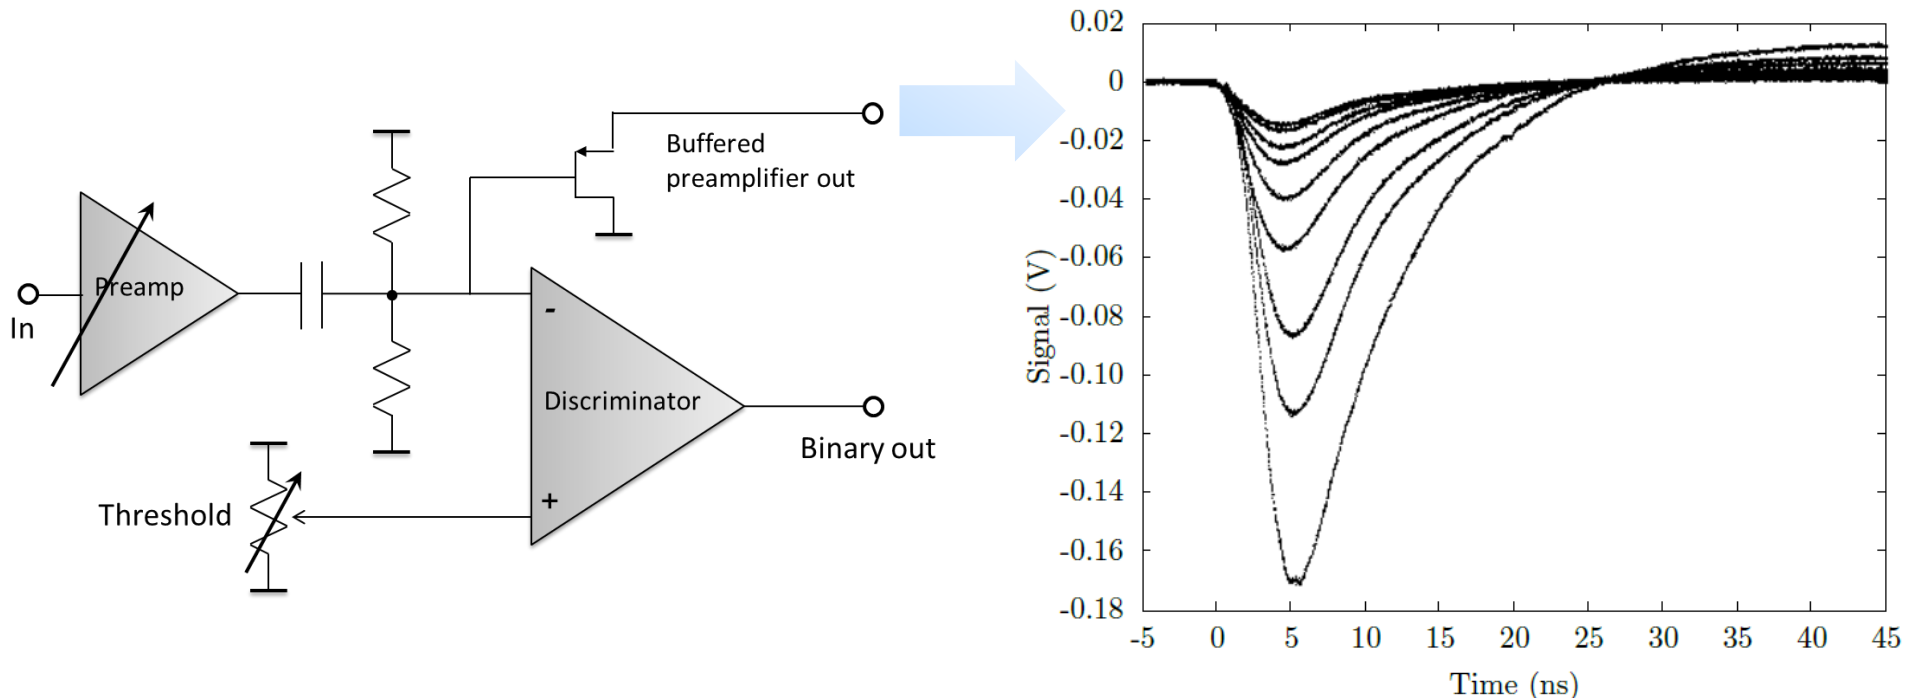 In
Preamp
Threshold
-
+
Discriminator
Buffered
preamplifier out
Binary out
0.02
0
-0.02
-0.04
-0.06
-0.08
-0.10
-0.12
-0.14
-0.16
-0.18
Signal (V)
-5 0 5 10 15 20 25 30 35 40 45
Time (ns)